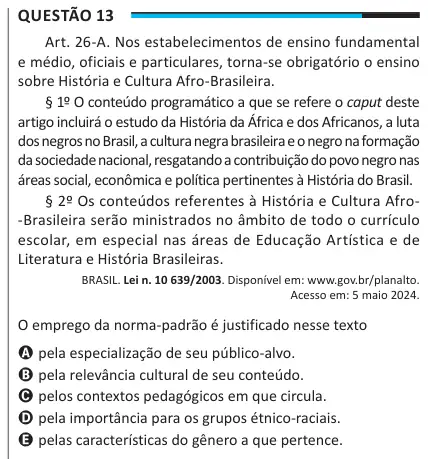 QUESTÃO 13
Art. 26-A. Nos estabelecimentos de ensino fundamental
e médio, oficiais e particulares, torna-se obrigatório o ensino
sobre História e Cultura Afro-Brasileira.
§ 1º O conteúdo programático a que se refere o caput deste
artigo incluirá o estudo da História da África e dos Africanos, a luta
dos negros no Brasil, a cultura negra brasileira e o negro na formação
da sociedade nacional, resgatando a contribuição do povo negro nas
áreas social, econômica e política pertinentes à História do Brasil.
§ 2º Os conteúdos referentes à História e Cultura Afro-
-Brasileira serão ministrados no âmbito de todo o currículo
escolar, em especial nas áreas de Educação Artística e de
Literatura e História Brasileiras.
BRASIL. Lei n. 10 639/2003. Disponível em: www.gov.br/planalto.
Acesso em: 5 maio 2024.
O emprego da norma-padrão é justificado nesse texto
A pela especialização de seu público-alvo.
B pela relevância cultural de seu conteúdo.
C pelos contextos pedagógicos em que circula.
D pela importância para os grupos étnico-raciais.
E pelas características do gênero a que pertence.